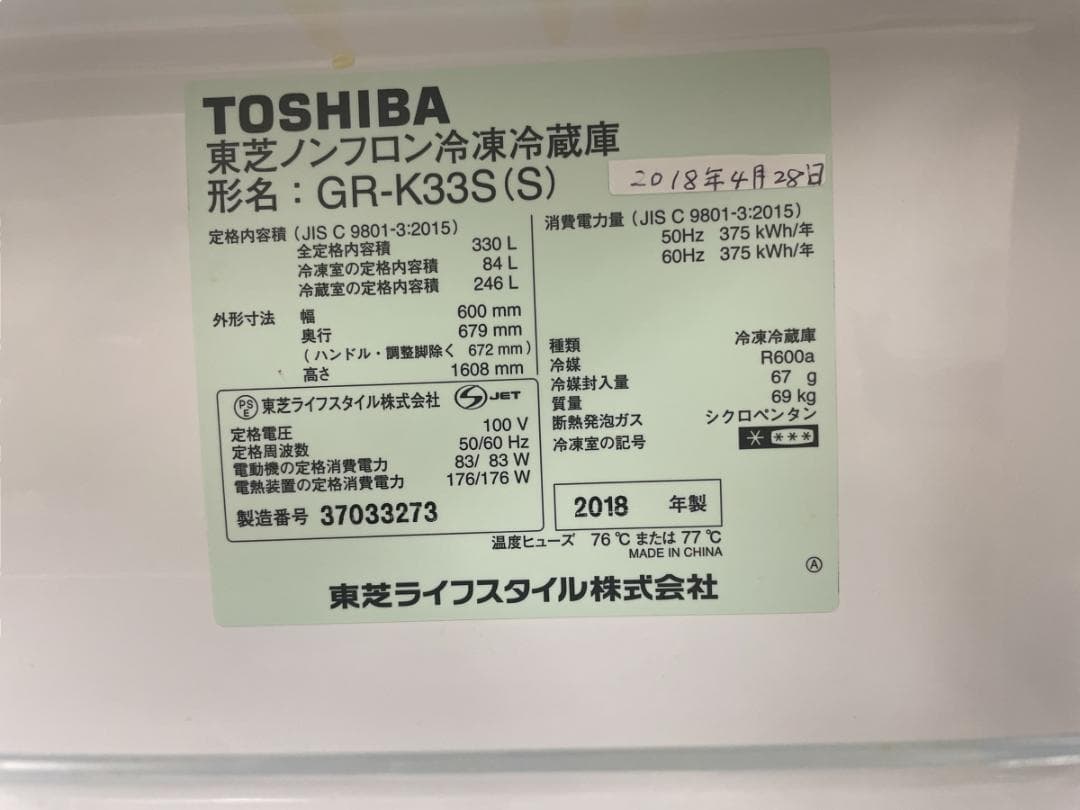 TOSHIBA
東芝ノンフロン冷凍冷蔵庫
形名：GR-K33S(S)
2018年4月28日
定格内容積（JIS C 9801-3:2015）
全定格内容積 330 L
冷凍室の定格内容積 84 L
冷蔵室の定格内容積 246 L
外形寸法 幅 600 mm
奥行 679 mm
（ハンドル・調整脚除く 672 mm）
高さ 1608 mm
消費電力量（JIS C 9801-3:2015）
50Hz 375 kWh/年
60Hz 375 kWh/年
種類 冷凍冷蔵庫
冷媒 R600a
冷媒封入量 67 g
質量 69 kg
断熱発泡ガス シクロペンタン
冷凍室の記号 * ***
PSE 東芝ライフスタイル株式会社 S JET
定格電圧 100 V
定格周波数 50/60 Hz
電動機の定格消費電力 83/ 83 W
電熱装置の定格消費電力 176/176 W
製造番号 37033273
2018 年製
温度ヒューズ 76℃または77℃
MADE IN CHINA
A
東芝ライフスタイル株式会社